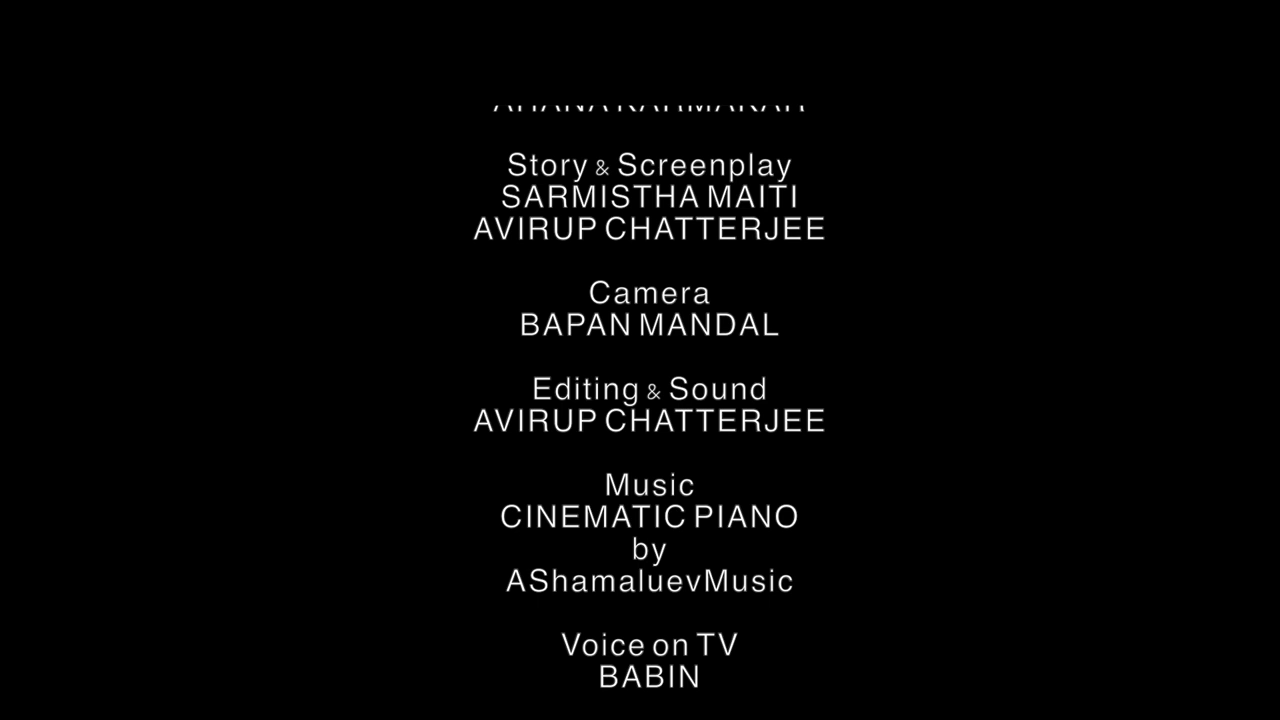 Story & Screenplay
SARMISTHA MAITI
AVIRUP CHATTERJEE
Camera
BAPAN MANDAL
Editing & Sound
AVIRUP CHATTERJEE
Music
CINEMATIC PIANO
by
AShamaluevMusic
Voice on TV
BABIN